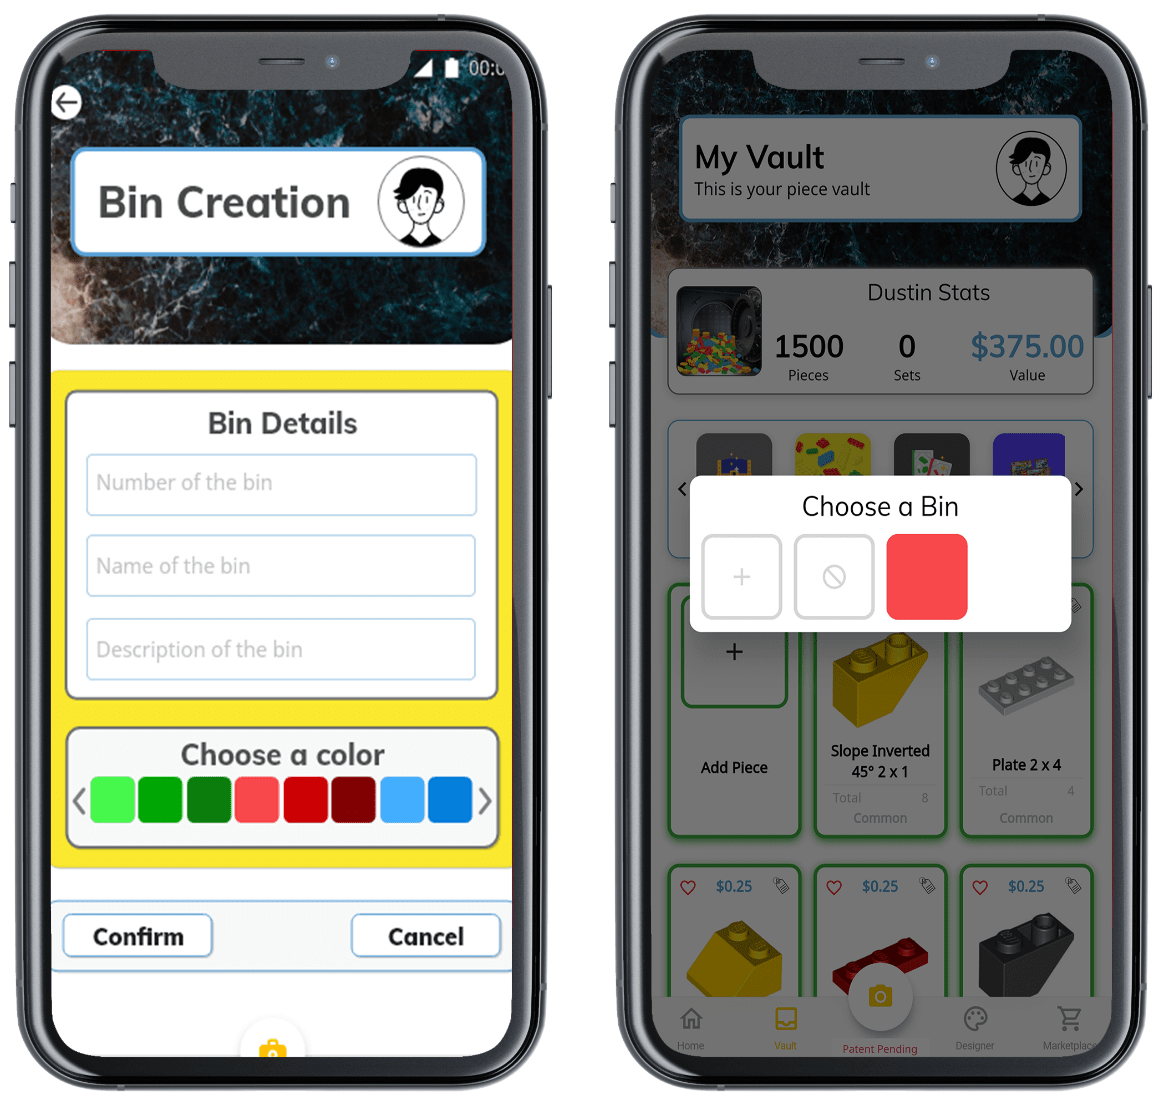 00:0
Bin Creation
Bin Details
Number of the bin
Name of the bin
Description of the bin
Choose a color
Confirm
Cancel
My Vault
This is your piece vault
Dustin Stats
1500
0
$375.00
Pieces
Sets
Value
Choose a Bin
Add Piece
Slope Inverted
45° 2 x 1
Total 8
Common
Plate 2 x 4
Total 4
Common
$0.25
$0.25
$0.25
Home
Vault
Patent Pending
Designer
Marketplace